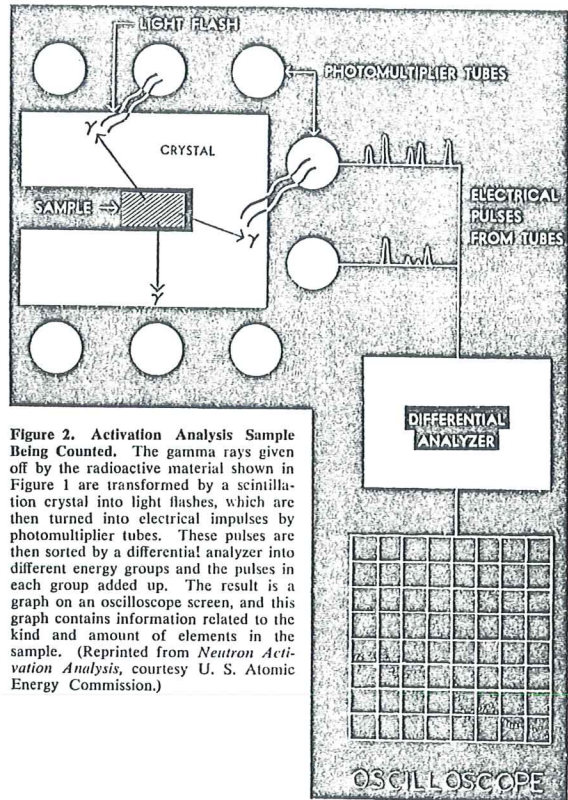 LIGHT FLASH
PHOTOMULTIPLIER TUBES
γ
CRYSTAL
SAMPLE
γ
γ
ELECTRICAL
PULSES
FROM TUBES
DIFFERENTIAL
ANALYZER
Figure 2. Activation Analysis Sample
Being Counted. The gamma rays given
off by the radioactive material shown in
Figure 1 are transformed by a scintilla-
tion crystal into light flashes, which are
then turned into electrical impulses by
photomultiplier tubes. These pulses are
then sorted by a differential analyzer into
different energy groups and the pulses in
each group added up. The result is a
graph on an oscilloscope screen, and this
graph contains information related to the
kind and amount of elements in the
sample. (Reprinted from Neutron Acti-
vation Analysis, courtesy U. S. Atomic
Energy Commission.)
OSCILLOSCOPE